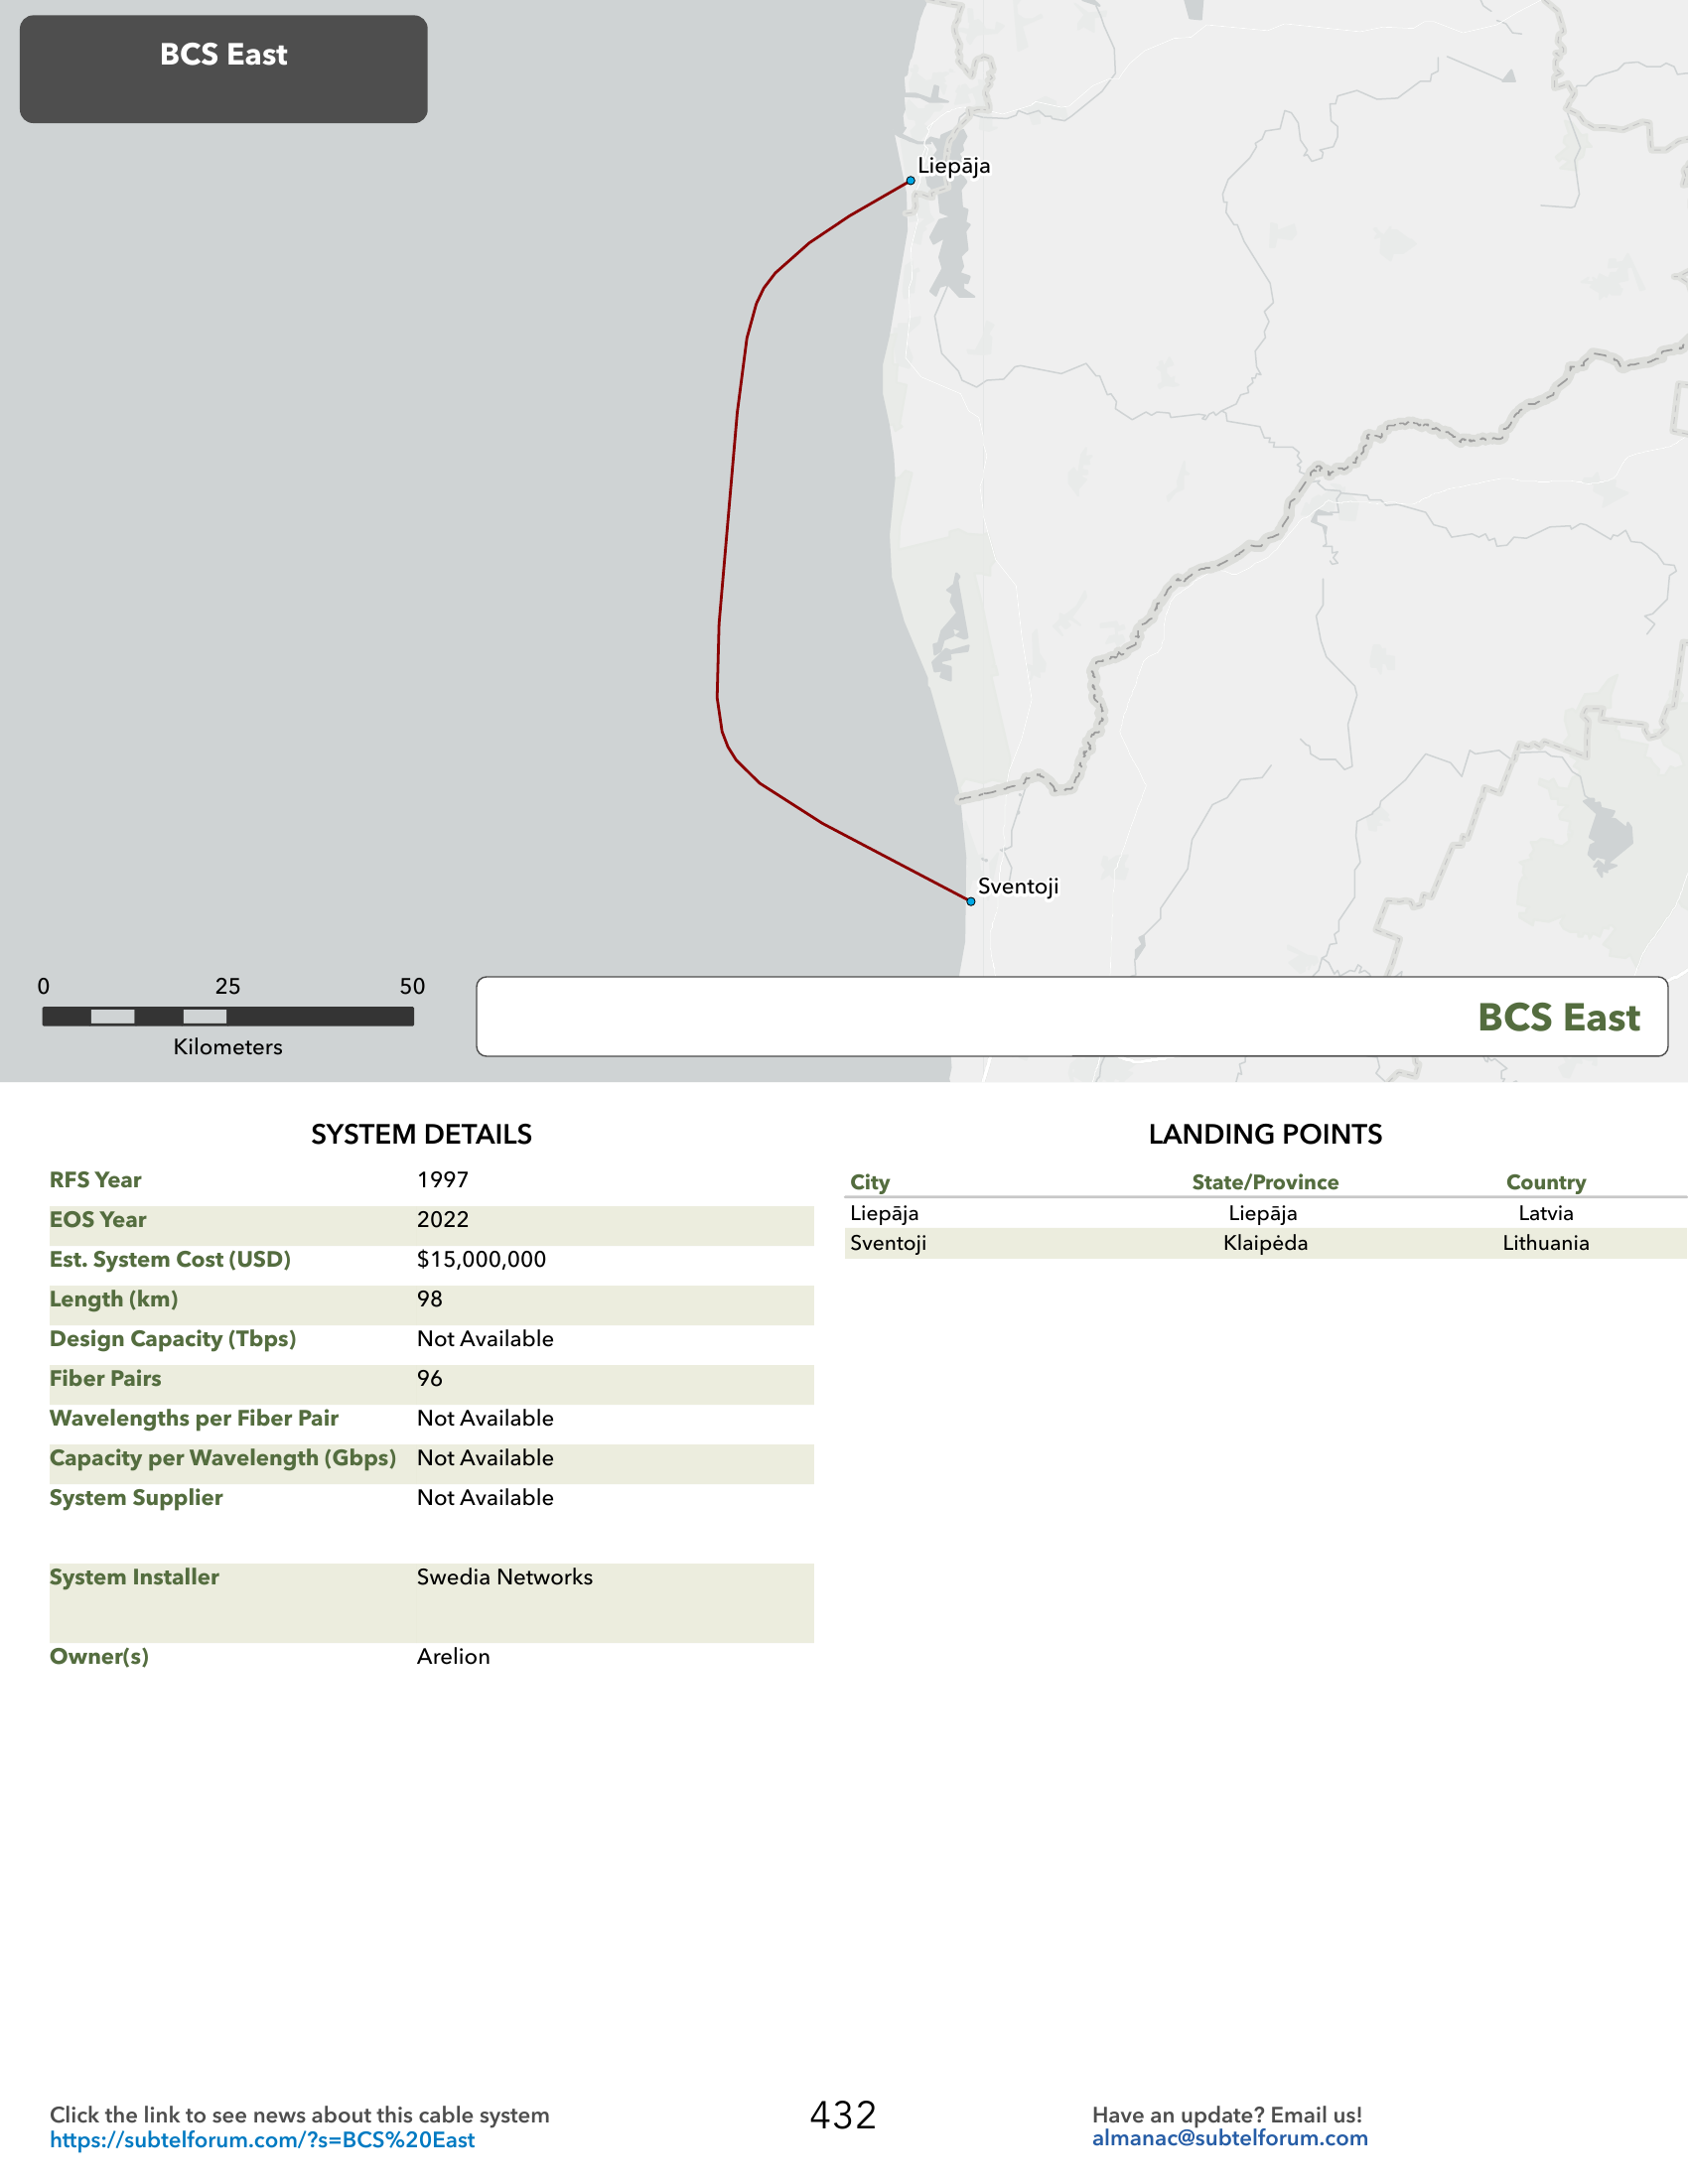 BCS East
Liepāja
Sventoji
0 25 50
Kilometers
BCS East
SYSTEM DETAILS
RFS Year 1997
EOS Year 2022
Est. System Cost (USD) $15,000,000
Length (km) 98
Design Capacity (Tbps) Not Available
Fiber Pairs 96
Wavelengths per Fiber Pair Not Available
Capacity per Wavelength (Gbps) Not Available
System Supplier Not Available
System Installer Swedia Networks
Owner(s) Arelion
LANDING POINTS
City State/Province Country
Liepāja Liepāja Latvia
Sventoji Klaipėda Lithuania
Click the link to see news about this cable system
https://subtelforum.com/?s=BCS%20East
432
Have an update? Email us!
almanac@subtelforum.com